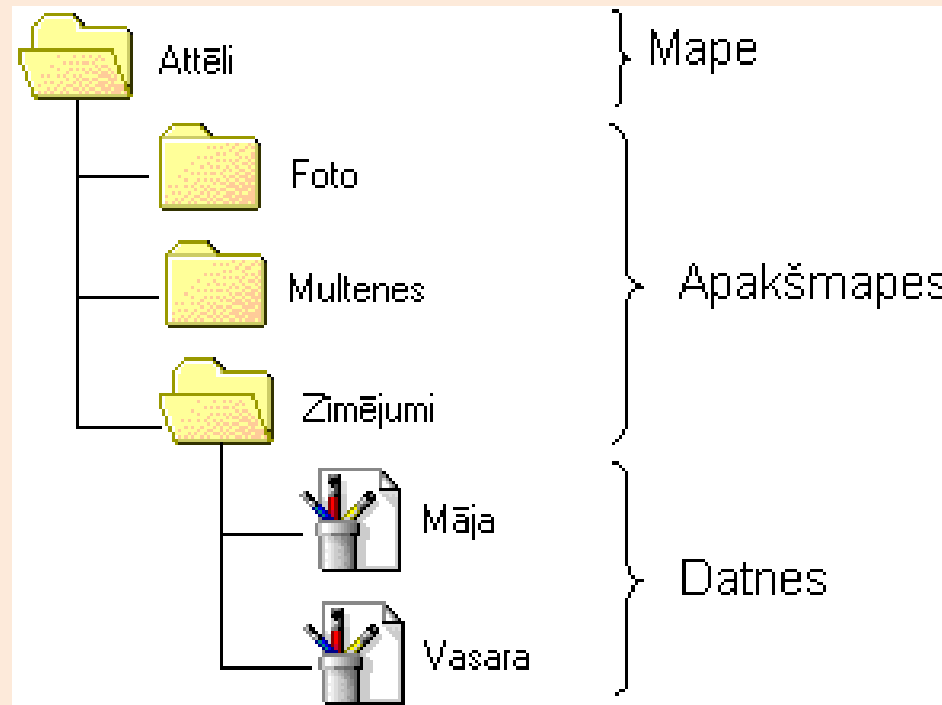 Attēli
Mape
Foto
Multenes
Apakšmapes
Zīmējumi
Māja
Datnes
Vasara